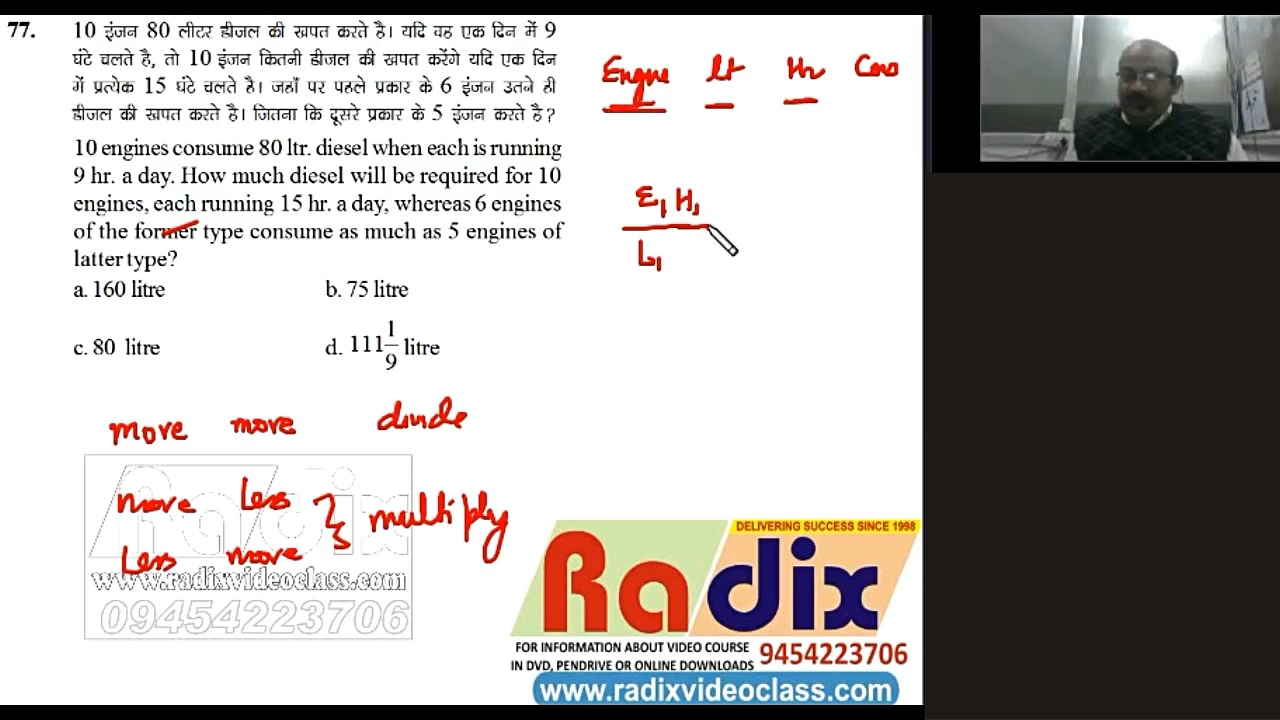 77. 10 इंजन 80 लीटर डीजल की खपत करते है। यदि वह एक दिन में 9
घंटे चलते है, तो 10 इंजन कितनी डीजल की खपत करेंगे यदि एक दिन
में प्रत्येक 15 घंटे चलते है। जहाँ पर पहले प्रकार के 6 इंजन उतने ही
डीजल की खपत करते है। जितना कि दूसरे प्रकार के 5 इंजन करते है?
10 engines consume 80 ltr. diesel when each is running
9 hr. a day. How much diesel will be required for 10
engines, each running 15 hr. a day, whereas 6 engines
of the former type consume as much as 5 engines of
latter type?
a. 160 litre b. 75 litre
c. 80 litre d. 111 1/9 litre
Engine lt Hr Cons
E₁ H₁
L₁
more more divide
more less
multiply
Less more
Radix
www.radixvideoclass.com
09454223706
DELIVERING SUCCESS SINCE 1998
Radix
FOR INFORMATION ABOUT VIDEO COURSE
IN DVD, PENDRIVE OR ONLINE DOWNLOADS 9454223706
www.radixvideoclass.com